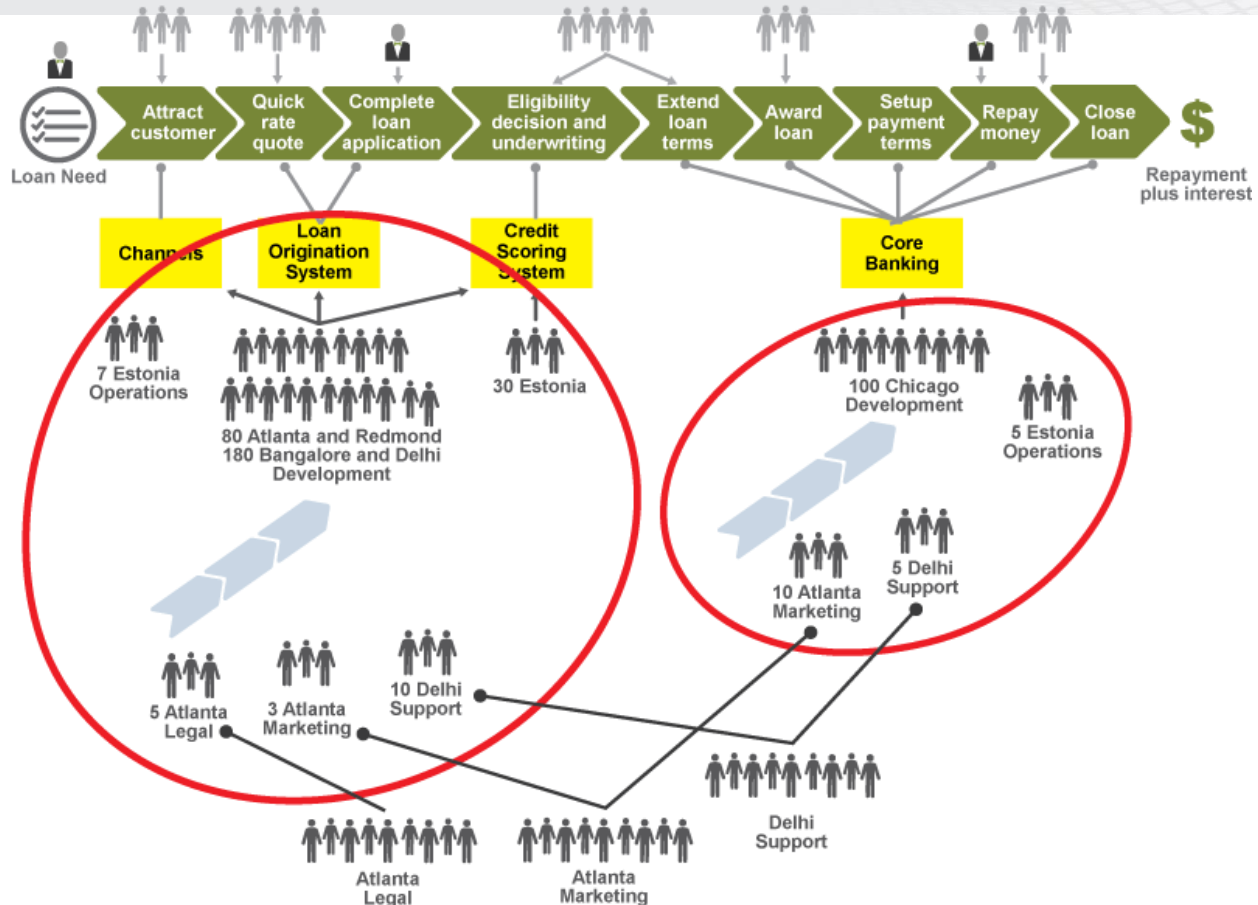 Loan Need
Attract
customer
Quick
rate
quote
Complete
loan
application
Eligibility
decision and
underwriting
Extend
loan
terms
Award
loan
Setup
payment
terms
Repay
money
Close
loan
$
Repayment
plus interest
Channels
Loan
Origination
System
Credit
Scoring
System
Core
Banking
7 Estonia
Operations
80 Atlanta and Redmond
180 Bangalore and Delhi
Development
30 Estonia
100 Chicago
Development
5 Estonia
Operations
5 Atlanta
Legal
3 Atlanta
Marketing
10 Delhi
Support
10 Atlanta
Marketing
5 Delhi
Support
Atlanta
Legal
Atlanta
Marketing
Delhi
Support